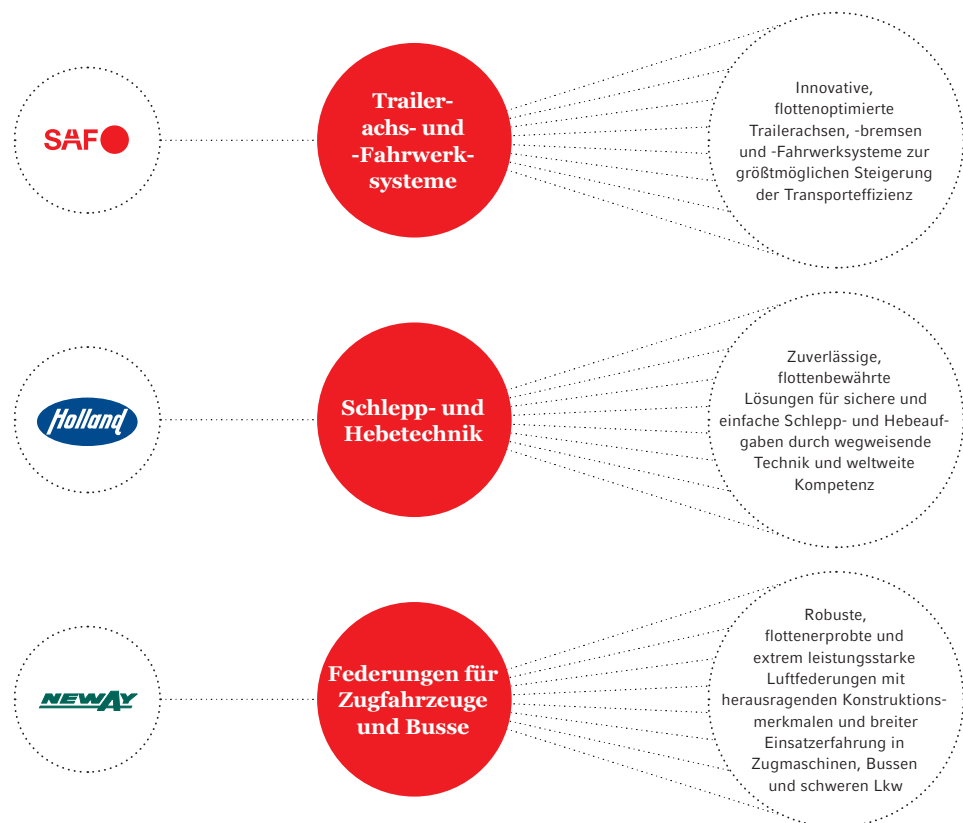 SAF
Trailer-
achs- und
-Fahrwerk-
systeme
Innovative,
flottenoptimierte
Trailerachsen, -bremsen
und -Fahrwerksysteme zur
größtmöglichen Steigerung
der Transporteffizienz
Holland
Schlepp- und
Hebetechnik
Zuverlässige,
flottenbewährte
Lösungen für sichere und
einfache Schlepp- und Hebeauf-
gaben durch wegweisende
Technik und weltweite
Kompetenz
NEWAY
Federungen für
Zugfahrzeuge
und Busse
Robuste,
flottenerprobte und
extrem leistungsstarke
Luftfederungen mit
herausragenden Konstruktions-
merkmalen und breiter
Einsatzerfahrung in
Zugmaschinen, Bussen
und schweren Lkw